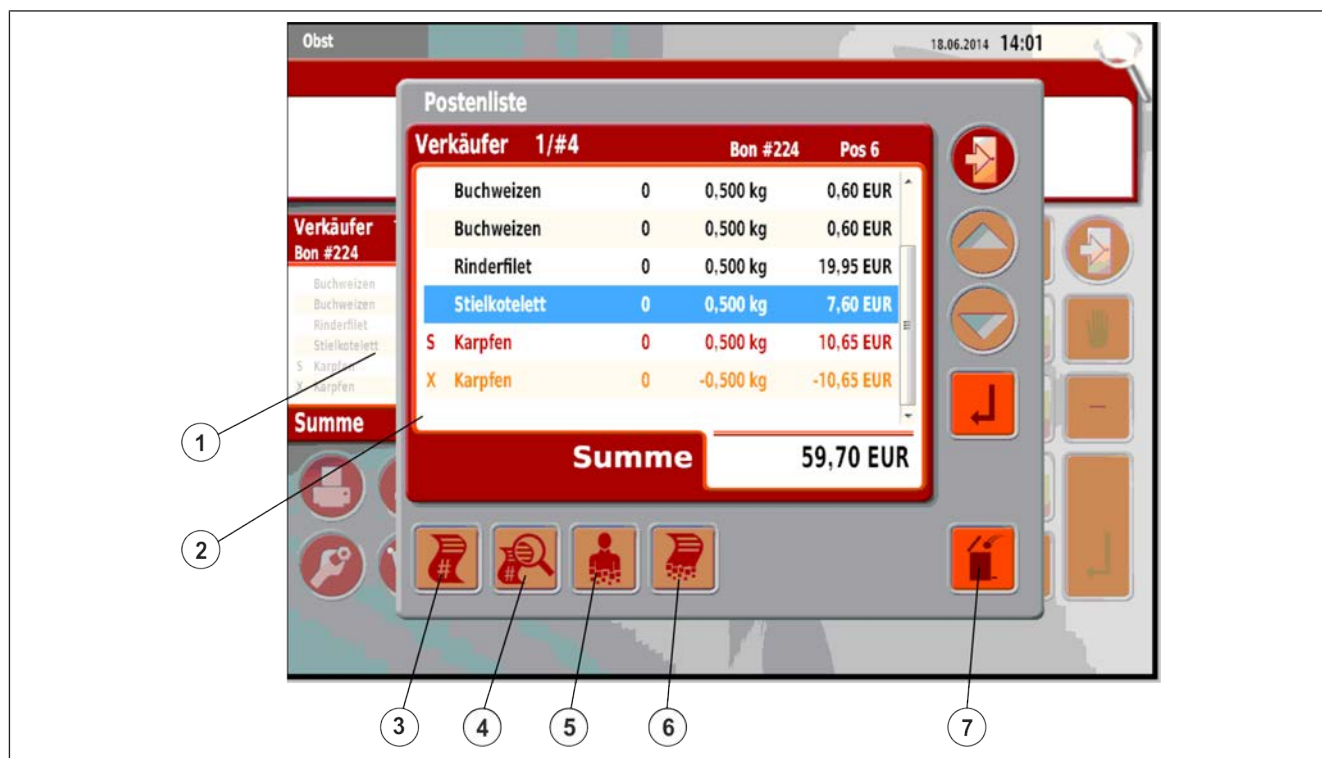 Obst 18.06.2014 14:01
Postenliste
Verkäufer 1/#4 Bon #224 Pos 6
Buchweizen 0 0,500 kg 0,60 EUR
Buchweizen 0 0,500 kg 0,60 EUR
Rinderfilet 0 0,500 kg 19,95 EUR
Stielkotelett 0 0,500 kg 7,60 EUR
S Karpfen 0 0,500 kg 10,65 EUR
X Karpfen 0 -0,500 kg -10,65 EUR
Summe 59,70 EUR
Verkäufer
Bon #224
Buchweizen
Buchweizen
Rinderfilet
Stielkotelett
S Karpfen
X Karpfen
Summe
#
#
1
2
3
4
5
6
7